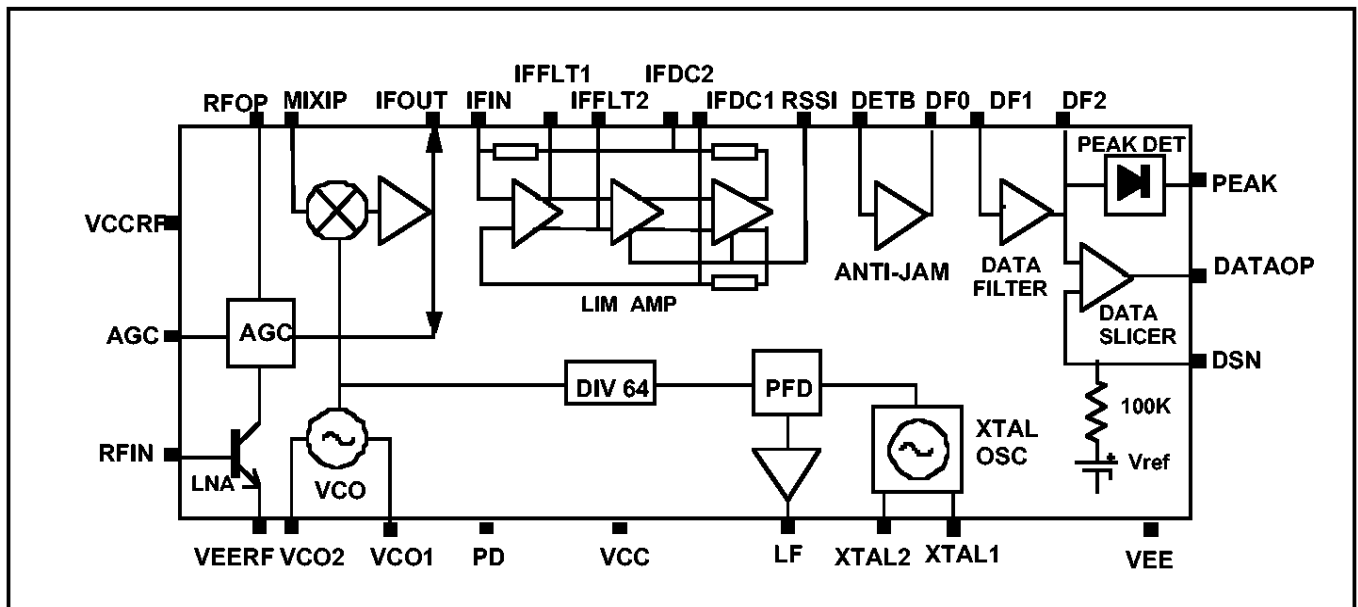 IFFLT1 IFDC2
RFOP MIXIP IFOUT IFIN IFFLT2 IFDC1 RSSI DETB DF0 DF1 DF2
PEAK DET
PEAK
VCCRF
ANTI-JAM DATA FILTER
DATAOP
LIM AMP
DATA SLICER
AGC AGC
DSN
DIV 64 PFD
100K
XTAL OSC
RFIN
LNA
VCO
Vref
VEERF VCO2 VCO1 PD VCC LF XTAL2 XTAL1 VEE